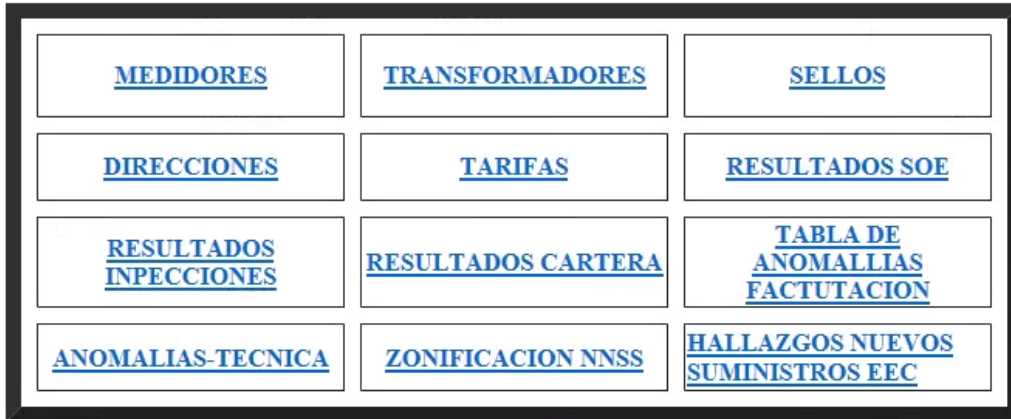 MEDIDORES
TRANSFORMADORES
SELLOS
DIRECCIONES
TARIFAS
RESULTADOS SOE
RESULTADOS
INPECCIONES
RESULTADOS CARTERA
TABLA DE
ANOMALLIAS
FACTUTACION
ANOMALIAS-TECNICA
ZONIFICACION NNSS
HALLAZGOS NUEVOS
SUMINISTROS EEC